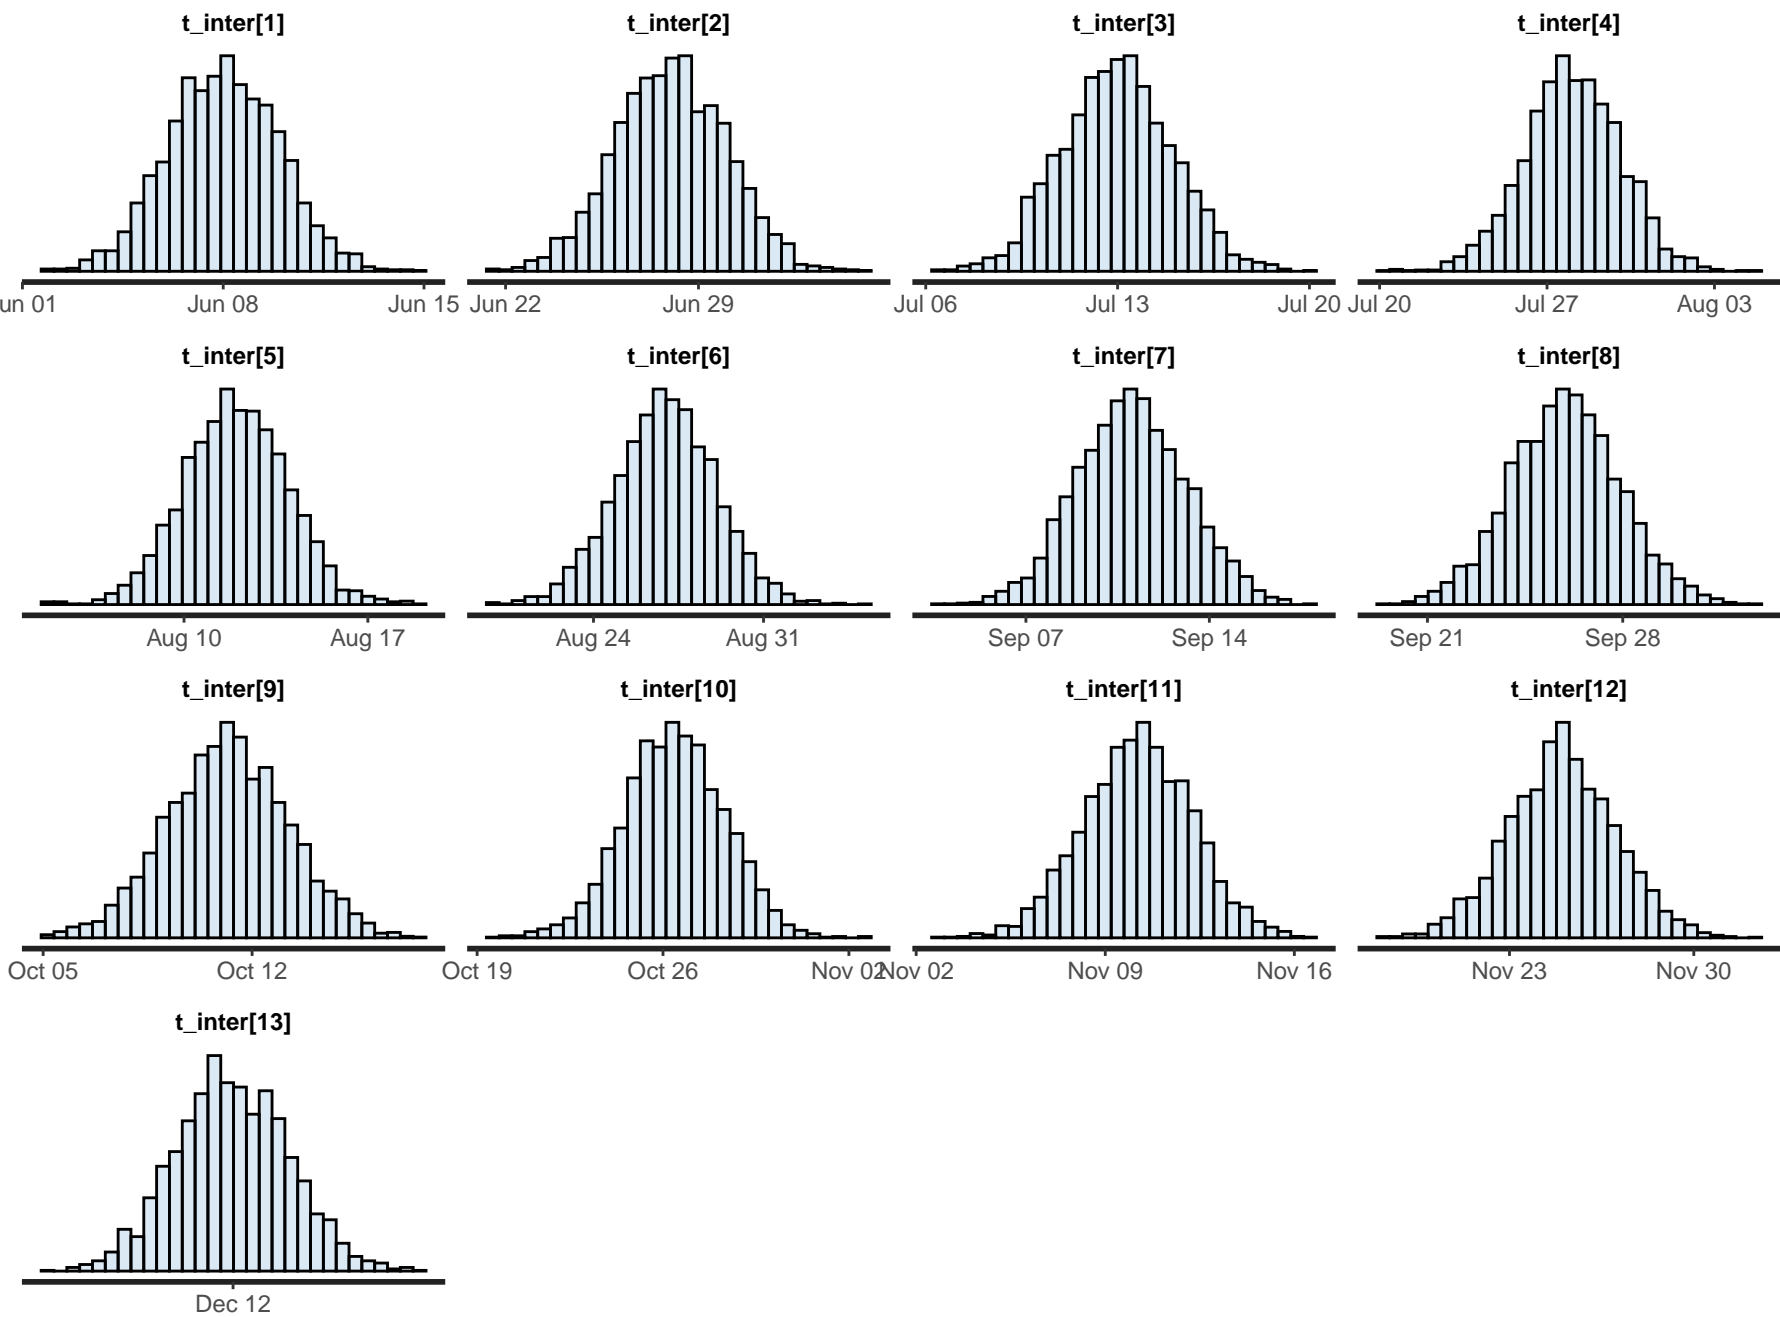 t_inter[1] t_inter[2] t_inter[3] t_inter[4]
un 01 Jun 08 Jun 15 Jun 22 Jun 29 Jul 06 Jul 13 Jul 20 Jul 20 Jul 27 Aug 03
t_inter[5] t_inter[6] t_inter[7] t_inter[8]
Aug 10 Aug 17 Aug 24 Aug 31 Sep 07 Sep 14 Sep 21 Sep 28
t_inter[9] t_inter[10] t_inter[11] t_inter[12]
Oct 05 Oct 12 Oct 19 Oct 26 Nov 02 Nov 02 Nov 09 Nov 16 Nov 23 Nov 30
t_inter[13]
Dec 12